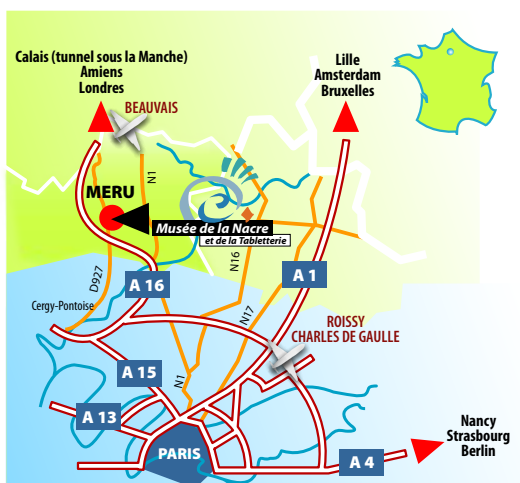 Calais (tunnel sous la Manche)
Amiens
Londres
Lille
Amsterdam
Bruxelles
BEAUVAIS
N1
MERU
Musée de la Nacre
et de la Tabletterie
N16
D927
A 16
A 1
Cergy-Pontoise
N17
ROISSY
CHARLES DE GAULLE
A 15
N1
A 13
PARIS
A 4
Nancy
Strasbourg
Berlin